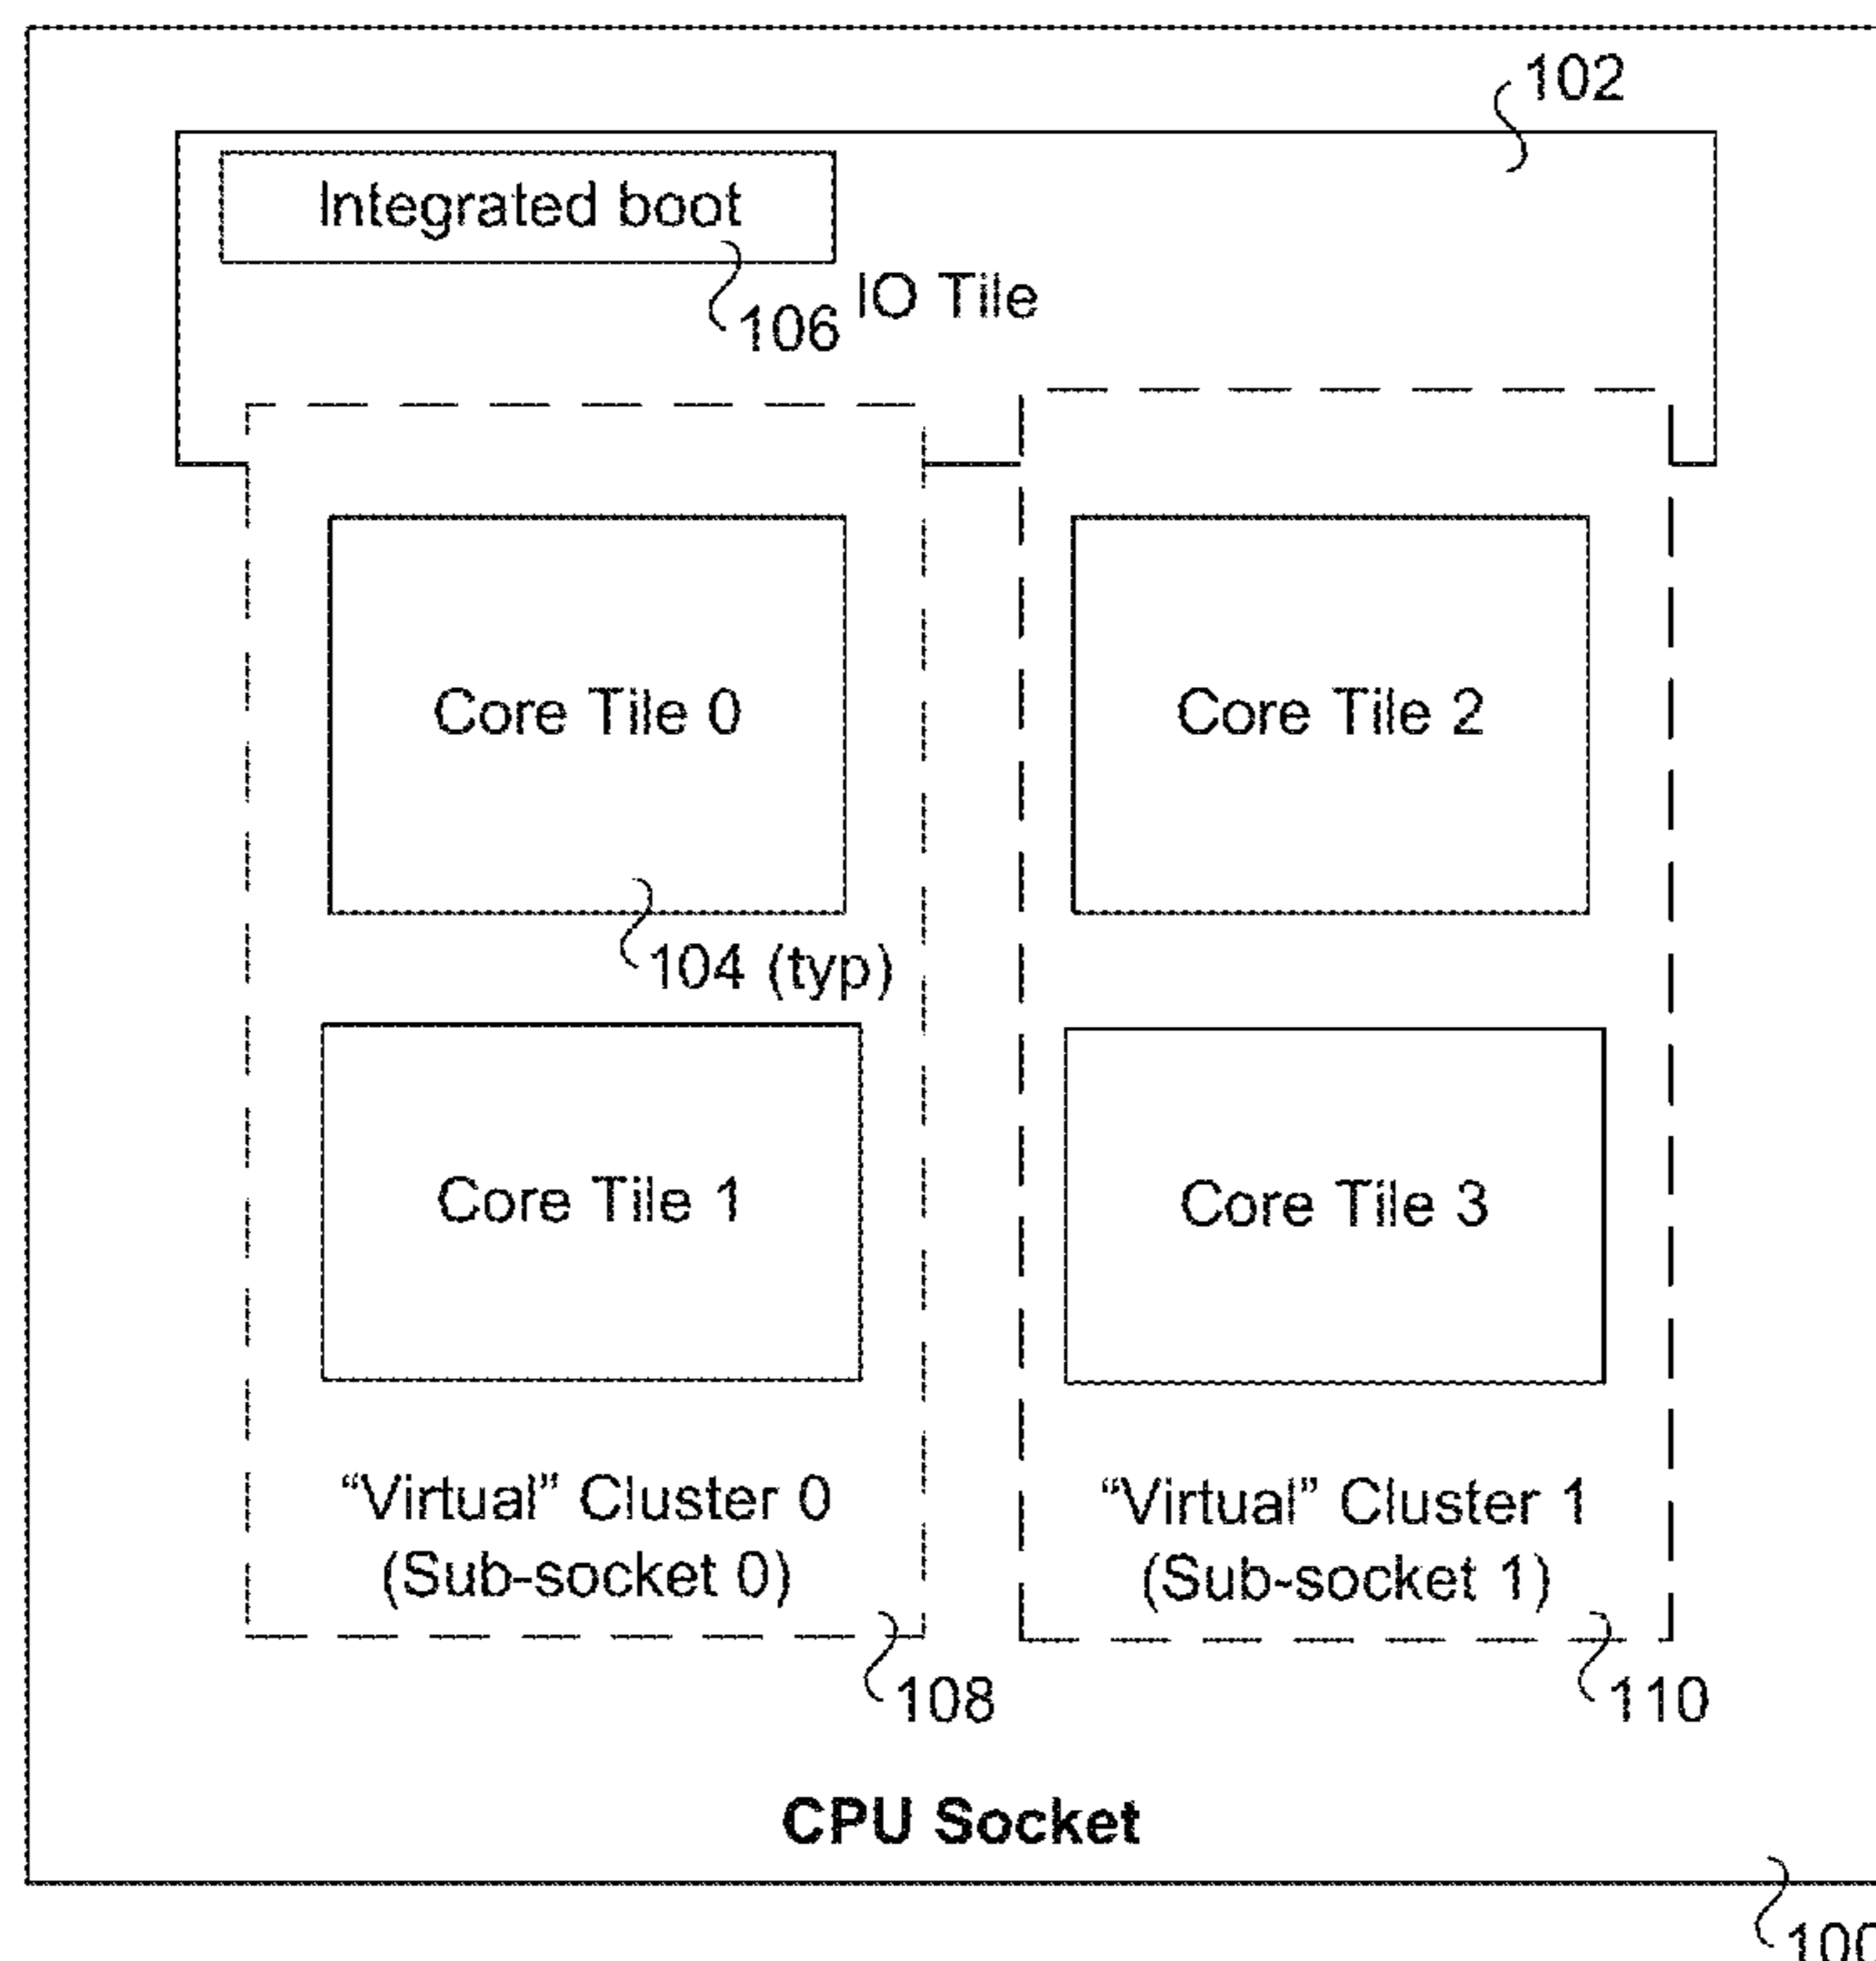 102
Integrated boot
106
IO Tile
Core Tile 0
Core Tile 2
104 (typ)
Core Tile 1
Core Tile 3
“Virtual” Cluster 0
(Sub-socket 0)
“Virtual” Cluster 1
(Sub-socket 1)
108
110
CPU Socket
100